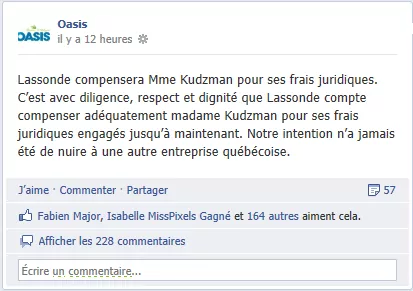 Oasis
OASIS
il y a 12 heures
Lassonde compensera Mme Kudzman pour ses frais juridiques.
C'est avec diligence, respect et dignité que Lassonde compte
compenser adéquatement madame Kudzman pour ses frais
juridiques engagés jusqu'à maintenant. Notre intention n'a jamais
été de nuire à une autre entreprise québécoise.
J'aime · Commenter · Partager 57
Fabien Major, Isabelle MissPixels Gagné et 164 autres aiment cela.
Afficher les 228 commentaires
Écrire un commentaire...